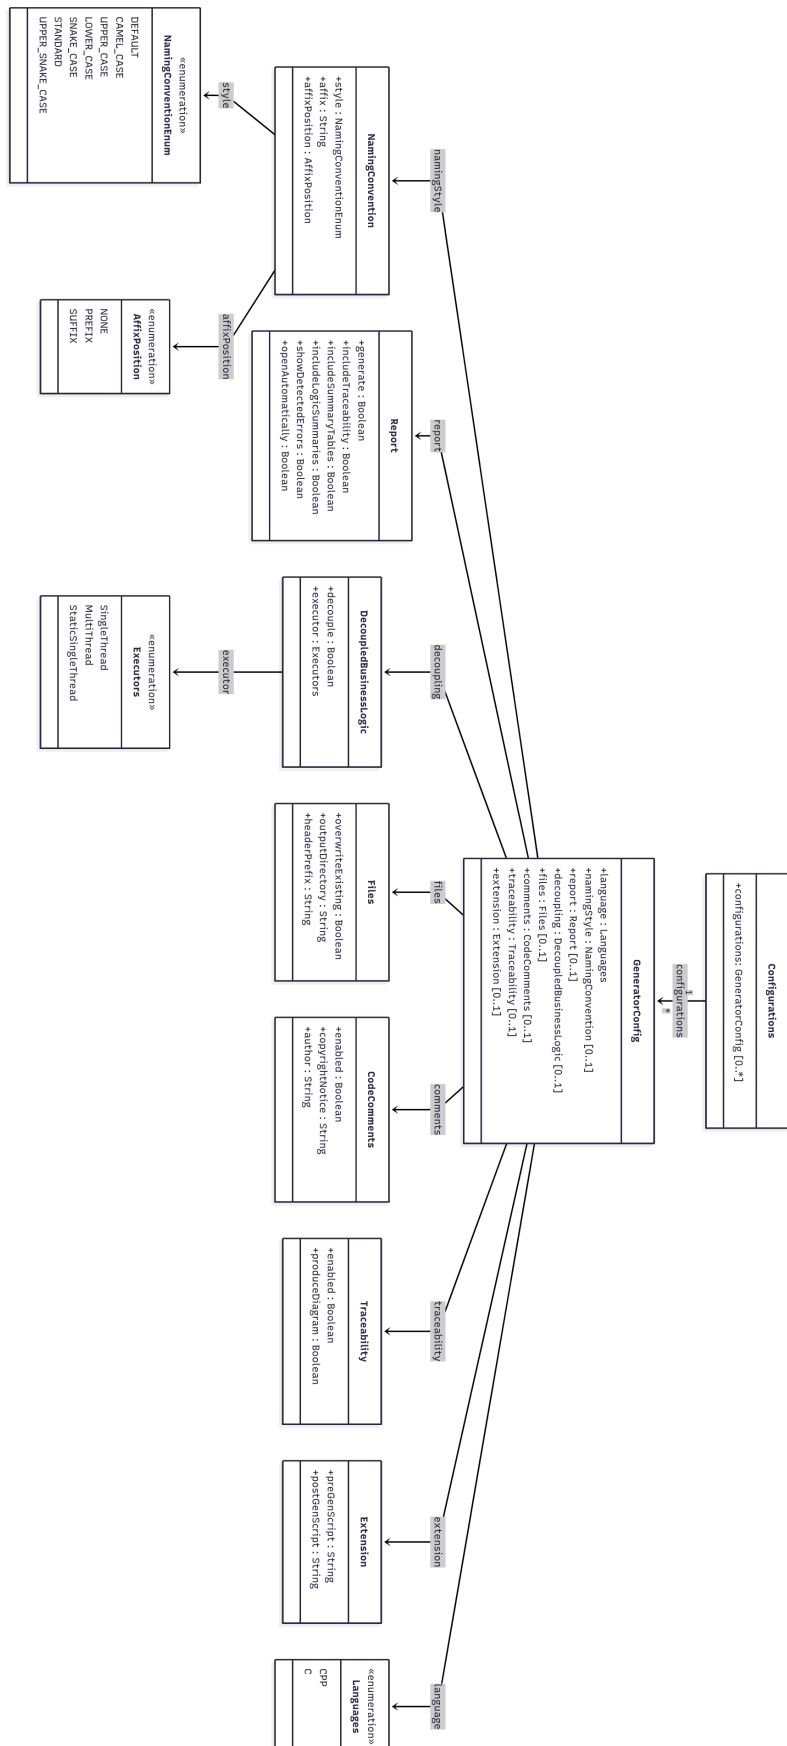 Configurations
+configurations: GeneratorConfig [0..*]
1
configurations
*
GeneratorConfig
+language : Languages
+namingStyle : NamingConvention [0..1]
+report : Report [0..1]
+decoupling : DecoupledBusinessLogic [0..1]
+files : Files [0..1]
+comments : CodeComments [0..1]
+traceability : Traceability [0..1]
+extension : Extension [0..1]
namingStyle
report
decoupling
files
comments
traceability
extension
language
NamingConvention
+style : NamingConventionEnum
+affix : String
+affixPosition : AffixPosition
Report
+generate : Boolean
+includeTraceability : Boolean
+includeSummaryTables : Boolean
+includeLogicSummaries : Boolean
+showDetectedErrors : Boolean
+openAutomatically : Boolean
DecoupledBusinessLogic
+decouple : Boolean
+executor : Executors
Files
+overwriteExisting : Boolean
+outputDirectory : String
+headerPrefix : String
CodeComments
+enabled : Boolean
+copyrightNotice : String
+author : String
Traceability
+enabled : Boolean
+produceDiagram : Boolean
Extension
+preGenScript : String
+postGenScript : String
«enumeration»
Languages
CPP
C
style
affixPosition
executor
«enumeration»
NamingConventionEnum
DEFAULT
CAMEL_CASE
UPPER_CASE
LOWER_CASE
SNAKE_CASE
STANDARD
UPPER_SNAKE_CASE
«enumeration»
AffixPosition
NONE
PREFIX
SUFFIX
«enumeration»
Executors
SingleThread
MultiThread
StaticSingleThread